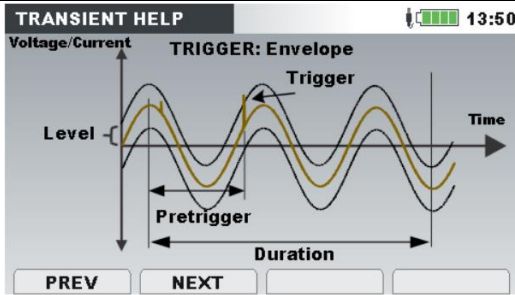 TRANSIENT HELP 13:50
Voltage/Current
TRIGGER: Envelope
Trigger
Time
Level
Pretrigger
Duration
PREV NEXT